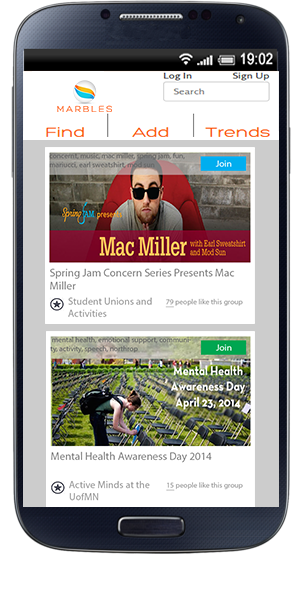 19:02
Log In Sign Up
MARBLES
Search
Find Add Trends
concernt, music, mac miller, spring jam, fun,
mariucci, earl sweatshirt, mod sun
Join
Spring Jam presents
Mac Miller with Earl Sweatshirt
and Mod Sun
Spring Jam Concern Series Presents Mac
Miller
Student Unions and
Activities
79 people like this group
mental health, emotional support, communi
ty, activity, speech, northrop
Join
Mental Health
Awareness Day
April 23, 2014
Mental Health Awareness Day 2014
Active Minds at the
UofMN
15 people like this group